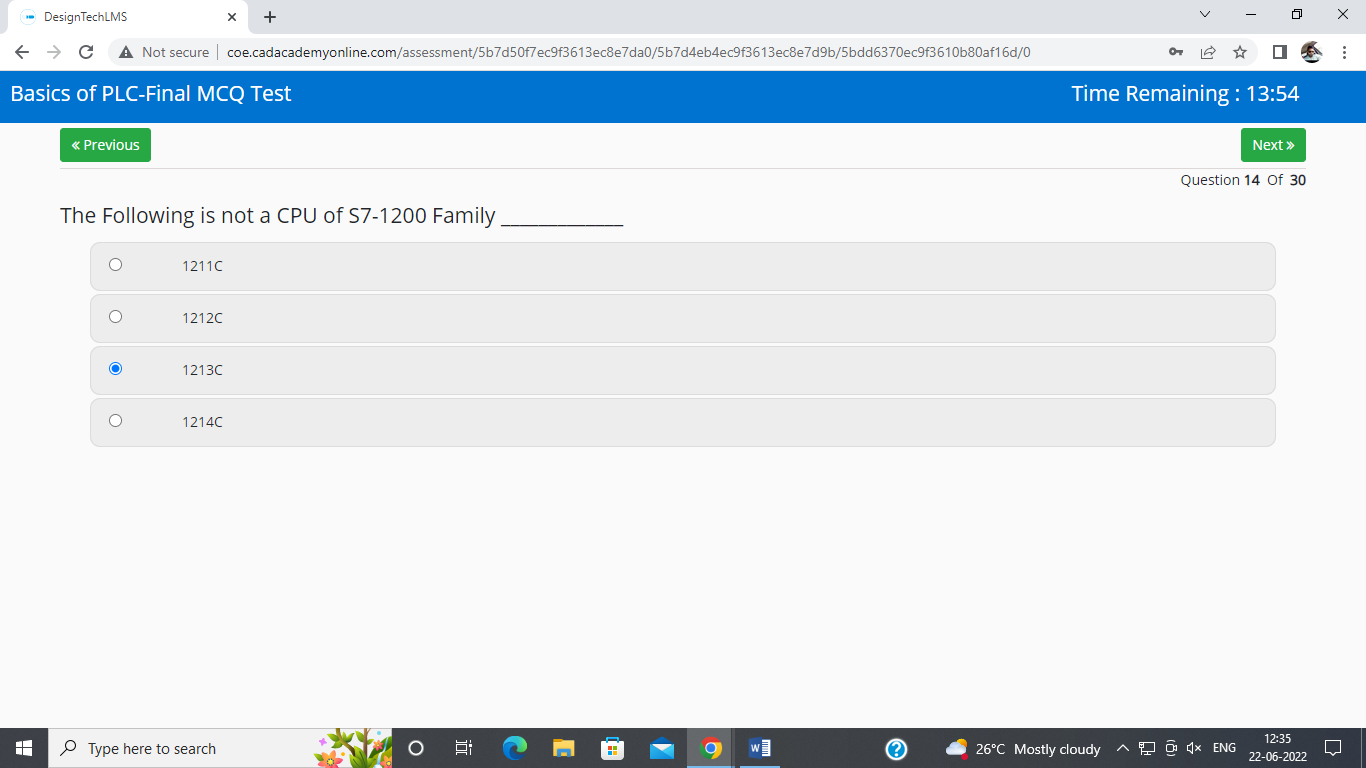 DesignTechLMS
Not secure
coe.cadacademyonline.com/assessment/5b7d50f7ec9f3613ec8e7da0/5b7d4eb4ec9f3613ec8e7d9b/5bdd6370ec9f3610b80af16d/0
Basics of PLC-Final MCQ Test
Time Remaining : 13:54
« Previous
Next »
Question 14 Of 30
The Following is not a CPU of S7-1200 Family _____________
1211C
1212C
1213C
1214C
Type here to search
26°C Mostly cloudy
ENG
12:35
22-06-2022